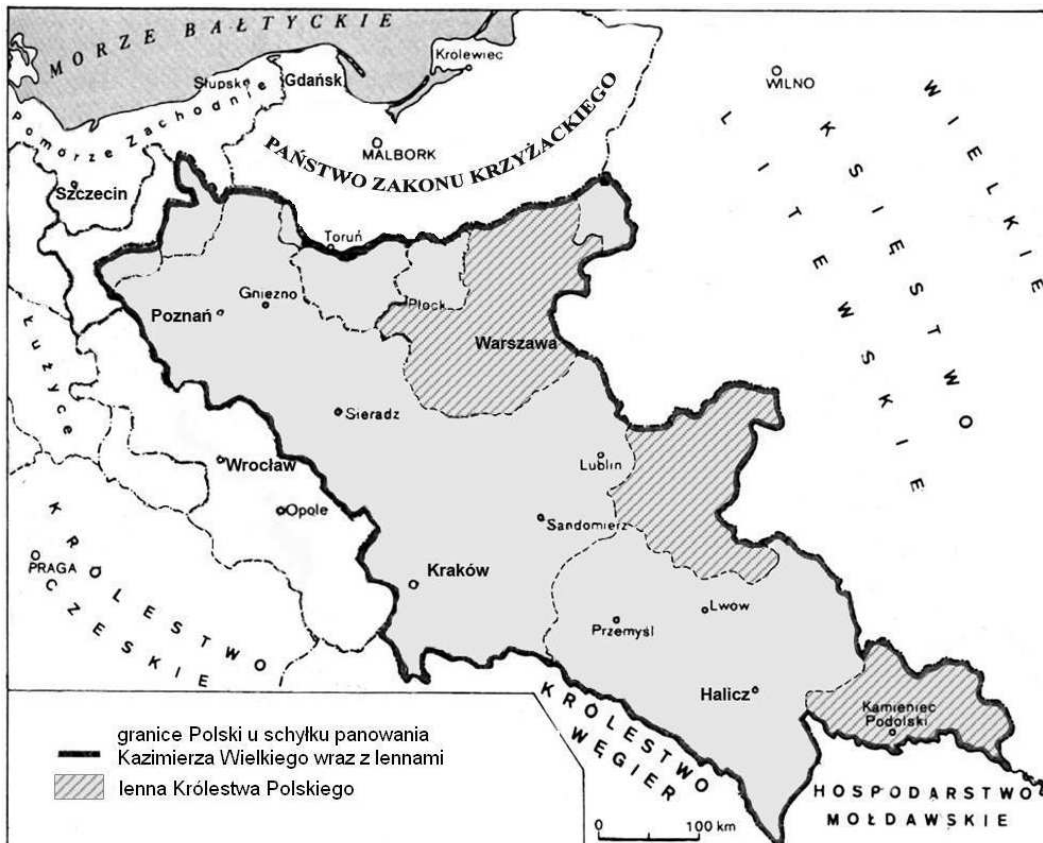 MORZE BAŁTYCKIE
Królewiec
Słupsk
Gdańsk
WILNO
Pomorze Zachodnie
MALBORK
PAŃSTWO ZAKONU KRZYŻACKIEGO
WIELKIE
KSIĘSTWO
LITEWSKIE
Szczecin
Toruń
Gniezno
Płock
Poznań
Warszawa
Łużyce
Sieradz
Wrocław
Lublin
Opole
Sandomierz
PRAGA
KRÓLESTWO
CZESKIE
Kraków
Lwow
Przemyśl
Halicz
Kamieniec
Podolski
KRÓLESTWO
WĘGIER
HOSPODARSTWO
MOŁDAWSKIE
granice Polski u schyłku panowania
Kazimierza Wielkiego wraz z lennami
lenna Królestwa Polskiego
0 100 km